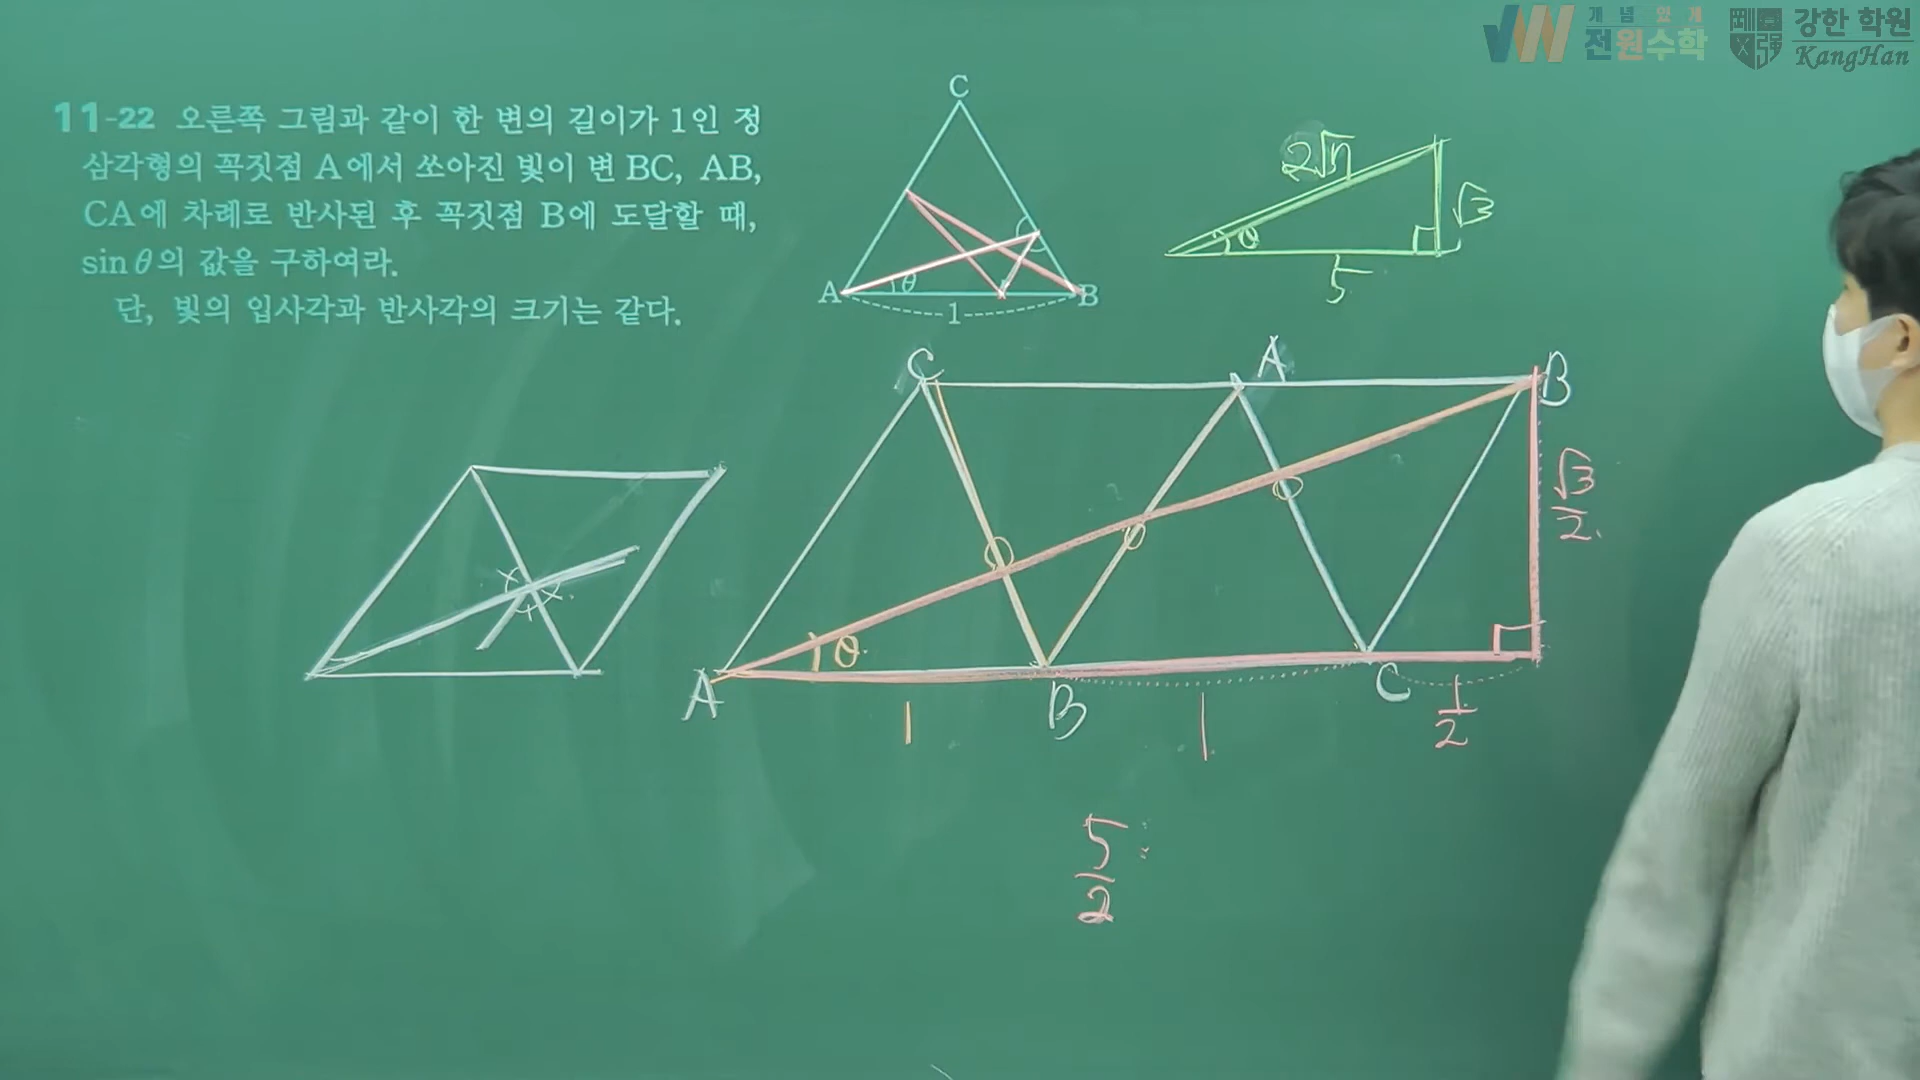 개념있게
전원수학
강한 학원
KangHan
11-22 오른쪽 그림과 같이 한 변의 길이가 1인 정
삼각형의 꼭짓점 A에서 쏘아진 빛이 변 BC, AB,
CA에 차례로 반사된 후 꼭짓점 B에 도달할 때,
sin θ의 값을 구하여라.
단, 빛의 입사각과 반사각의 크기는 같다.
C
A
θ
B
1
2√7
√3
θ
5
C
A
B
√3/2
θ
A
B
C
1
1
1/2
5/2